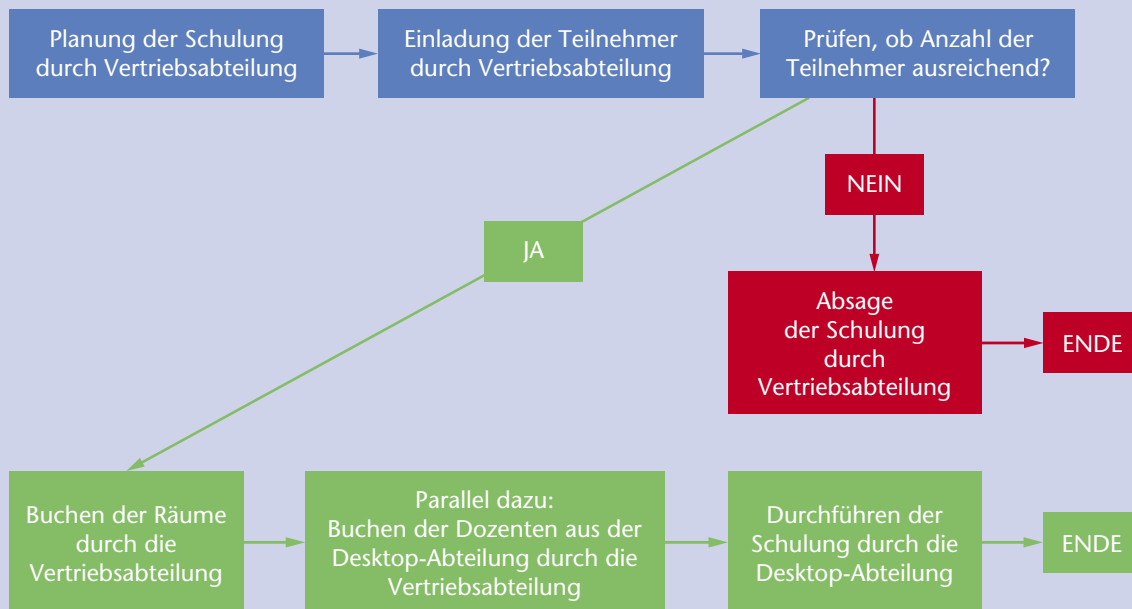 Planung der Schulung
durch Vertriebsabteilung
Einladung der Teilnehmer
durch Vertriebsabteilung
Prüfen, ob Anzahl der
Teilnehmer ausreichend?
NEIN
JA
Absage
der Schulung
durch
Vertriebsabteilung
ENDE
Buchen der Räume
durch die
Vertriebsabteilung
Parallel dazu:
Buchen der Dozenten aus der
Desktop-Abteilung durch die
Vertriebsabteilung
Durchführen der
Schulung durch die
Desktop-Abteilung
ENDE